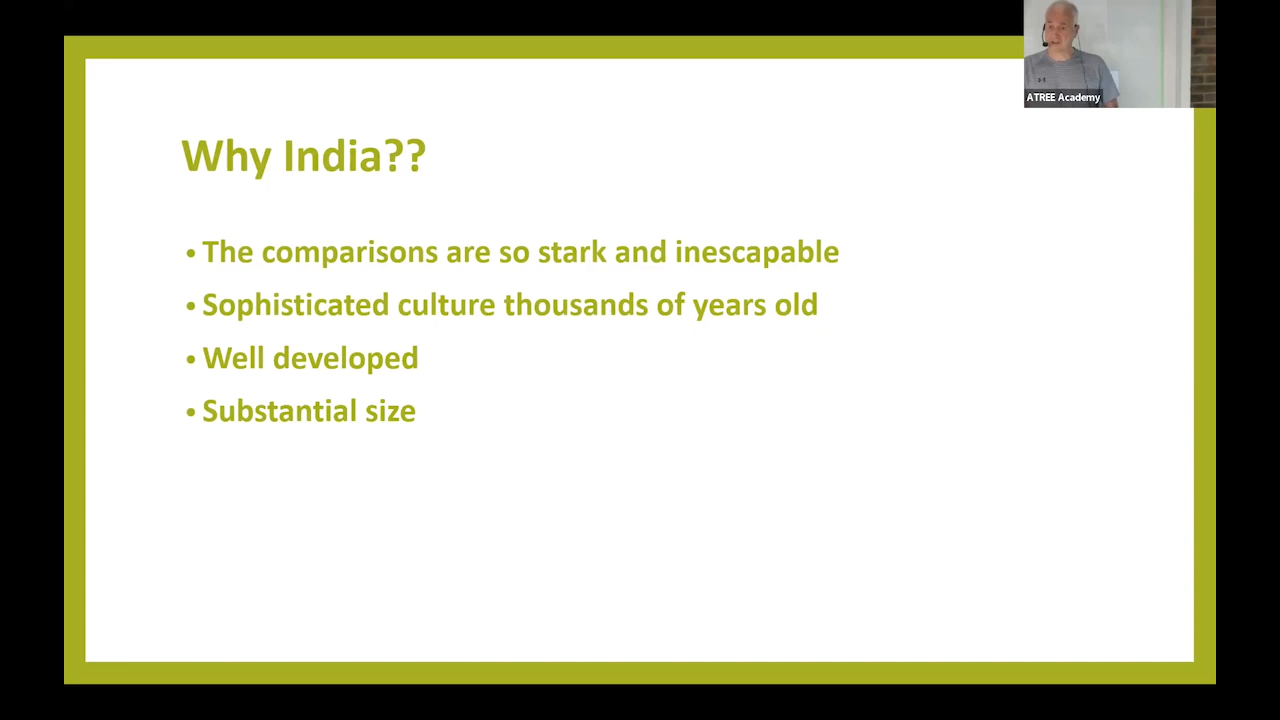 Why India??
• The comparisons are so stark and inescapable
• Sophisticated culture thousands of years old
• Well developed
• Substantial size
ATREE Academy